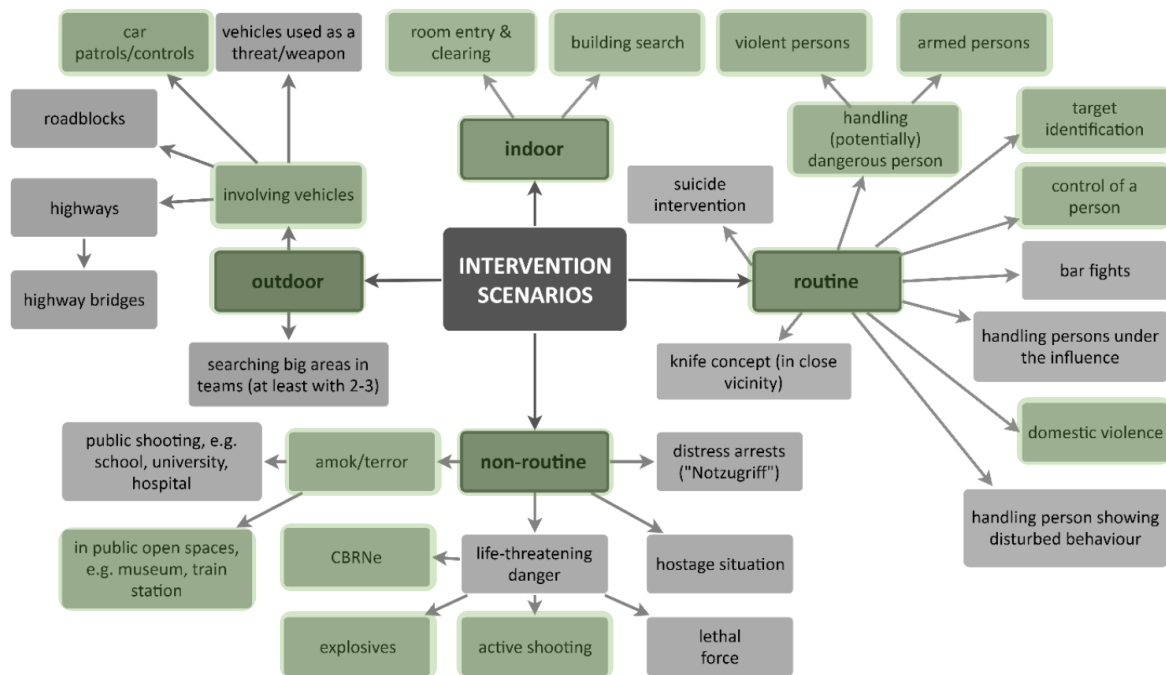 car
patrols/controls
vehicles used as a
threat/weapon
room entry &
clearing
building search
violent persons
armed persons
roadblocks
indoor
handling
(potentially)
dangerous person
target
identification
highways
involving vehicles
suicide
intervention
control of a
person
highway bridges
outdoor
INTERVENTION
SCENARIOS
routine
bar fights
searching big areas in
teams (at least with 2-3)
knife concept (in close
vicinity)
handling persons under
the influence
public shooting, e.g.
school, university,
hospital
amok/terror
non-routine
distress arrests
("Notzugriff")
domestic violence
in public open spaces,
e.g. museum, train
station
CBRNe
life-threatening
danger
hostage situation
handling person showing
disturbed behaviour
explosives
active shooting
lethal
force